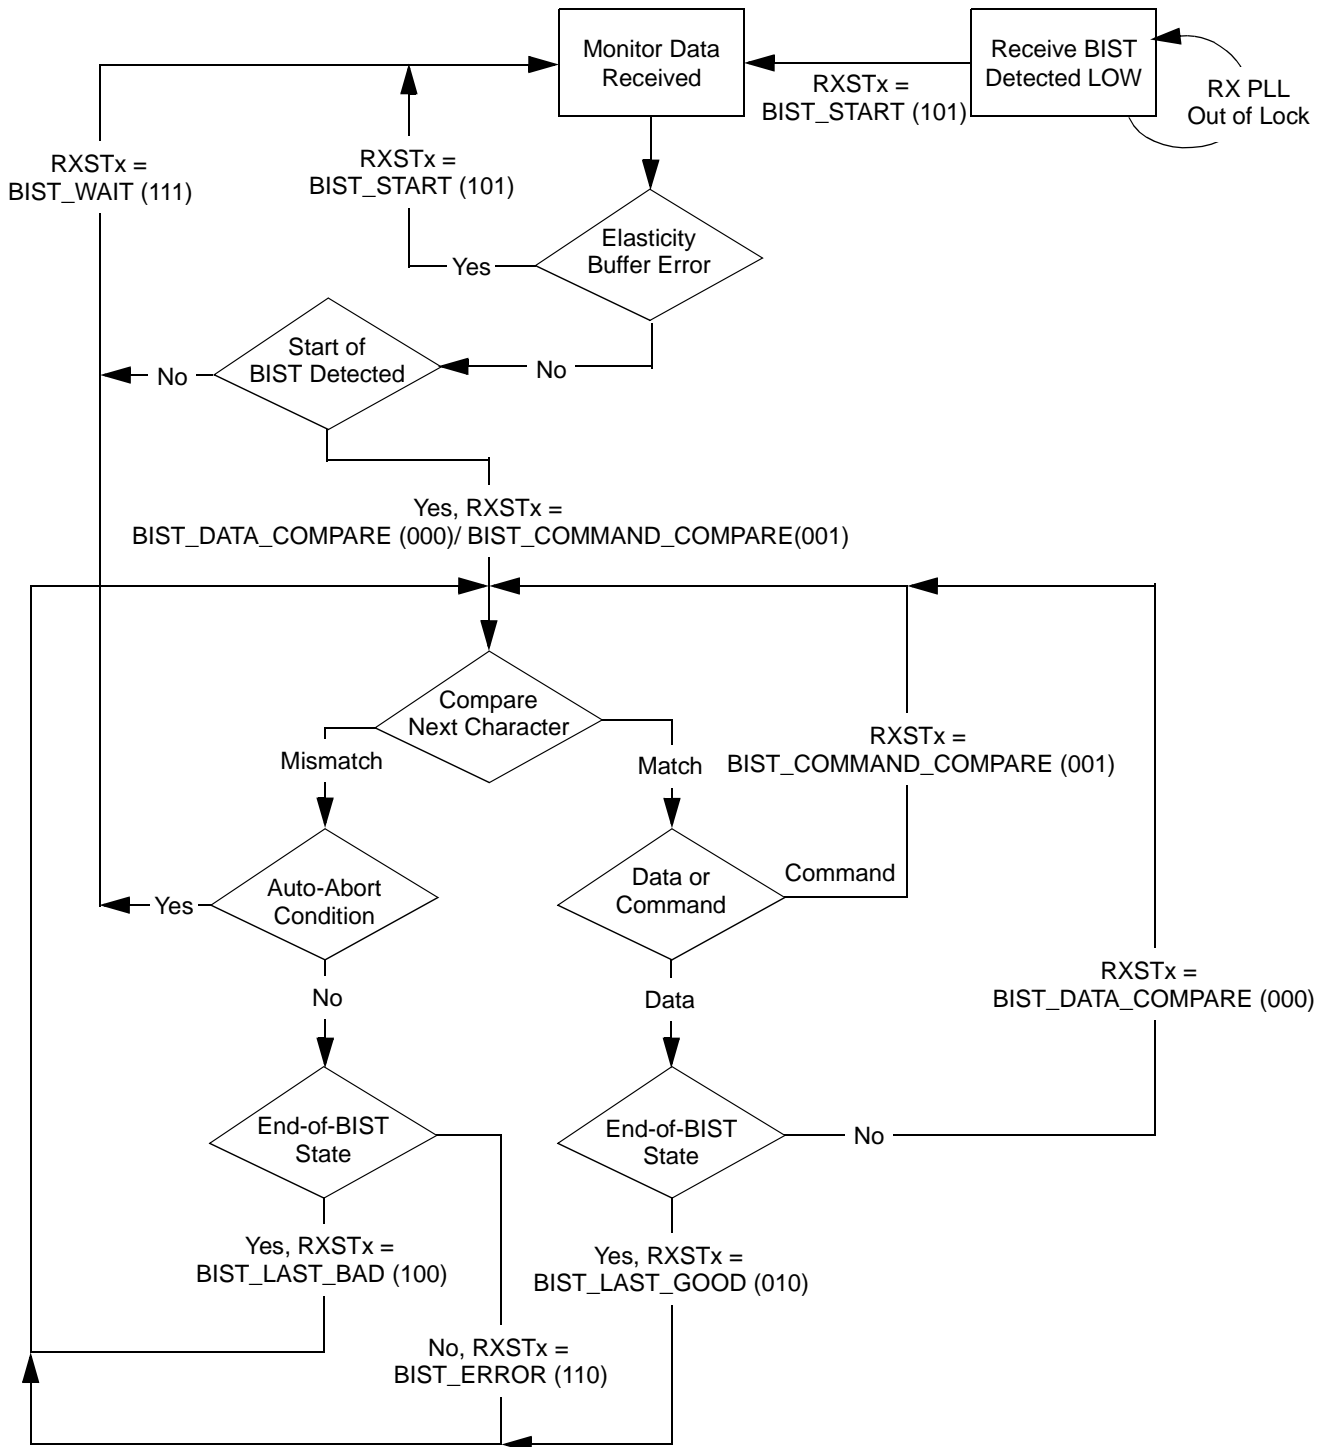 Monitor Data
Received
Receive BIST
Detected LOW
RX PLL
Out of Lock
RXSTx =
BIST_START (101)
RXSTx =
BIST_WAIT (111)
RXSTx =
BIST_START (101)
Elasticity
Buffer Error
Yes
Start of
BIST Detected
No
No
Yes, RXSTx =
BIST_DATA_COMPARE (000)/ BIST_COMMAND_COMPARE(001)
Compare
Next Character
Mismatch
Match
RXSTx =
BIST_COMMAND_COMPARE (001)
Auto-Abort
Condition
Yes
Data or
Command
Command
No
Data
RXSTx =
BIST_DATA_COMPARE (000)
End-of-BIST
State
End-of-BIST
State
No
Yes, RXSTx =
BIST_LAST_BAD (100)
Yes, RXSTx =
BIST_LAST_GOOD (010)
No, RXSTx =
BIST_ERROR (110)